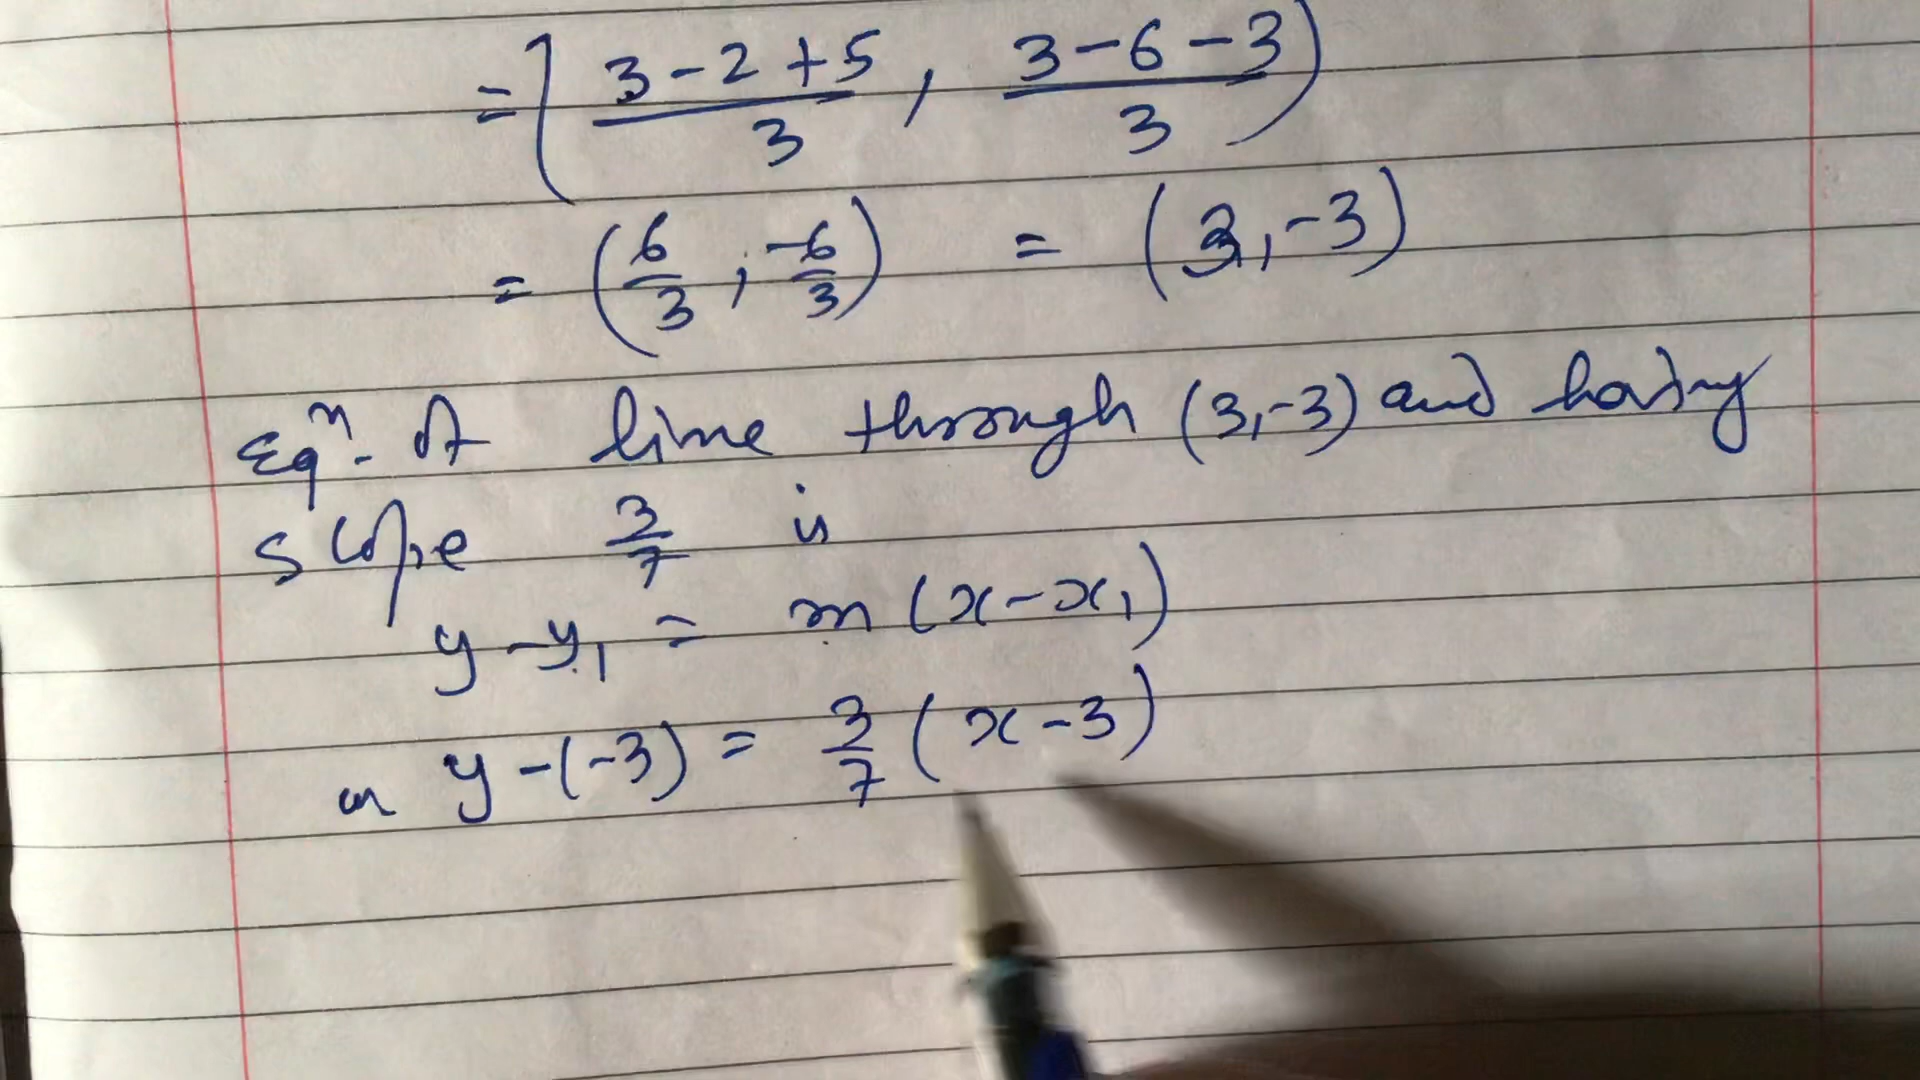 = ( 3-2+5 / 3 , 3-6-3 / 3 )
= ( 6/3 , -6/3 ) = (3,-3)
Eqn. of line through (3,-3) and having
slope 3/7 is
y-y₁ = m(x-x₁)
or y-(-3) = 3/7 (x-3)